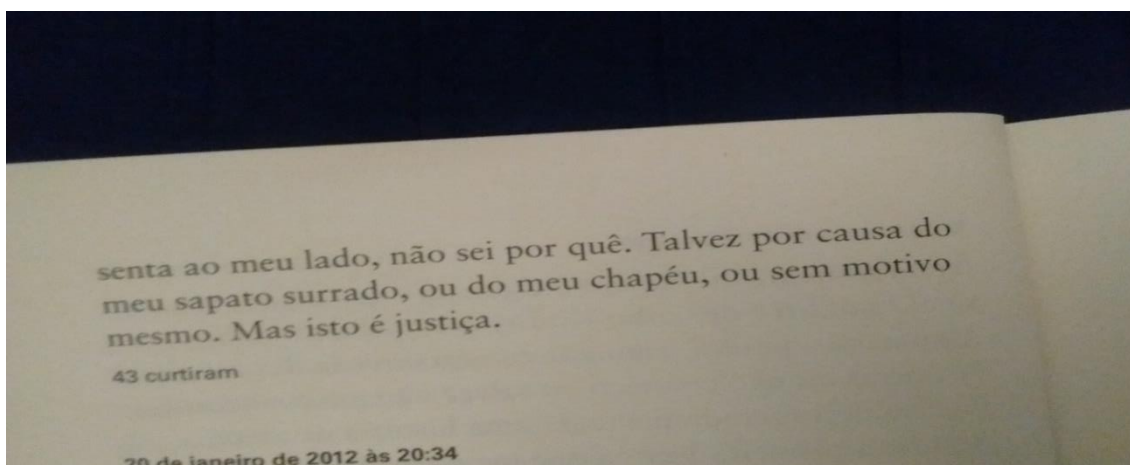 senta ao meu lado, não sei por quê. Talvez por causa do
meu sapato surrado, ou do meu chapéu, ou sem motivo
mesmo. Mas isto é justiça.
43 curtiram
20 de janeiro de 2012 às 20:34